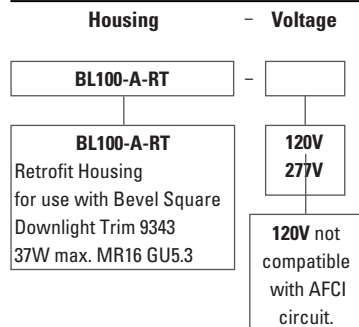 Housing – Voltage
BL100-A-RT –
BL100-A-RT
Retrofit Housing
for use with Bevel Square
Downlight Trim 9343
37W max. MR16 GU5.3
120V
277V
120V not
compatible
with AFCI
circuit.